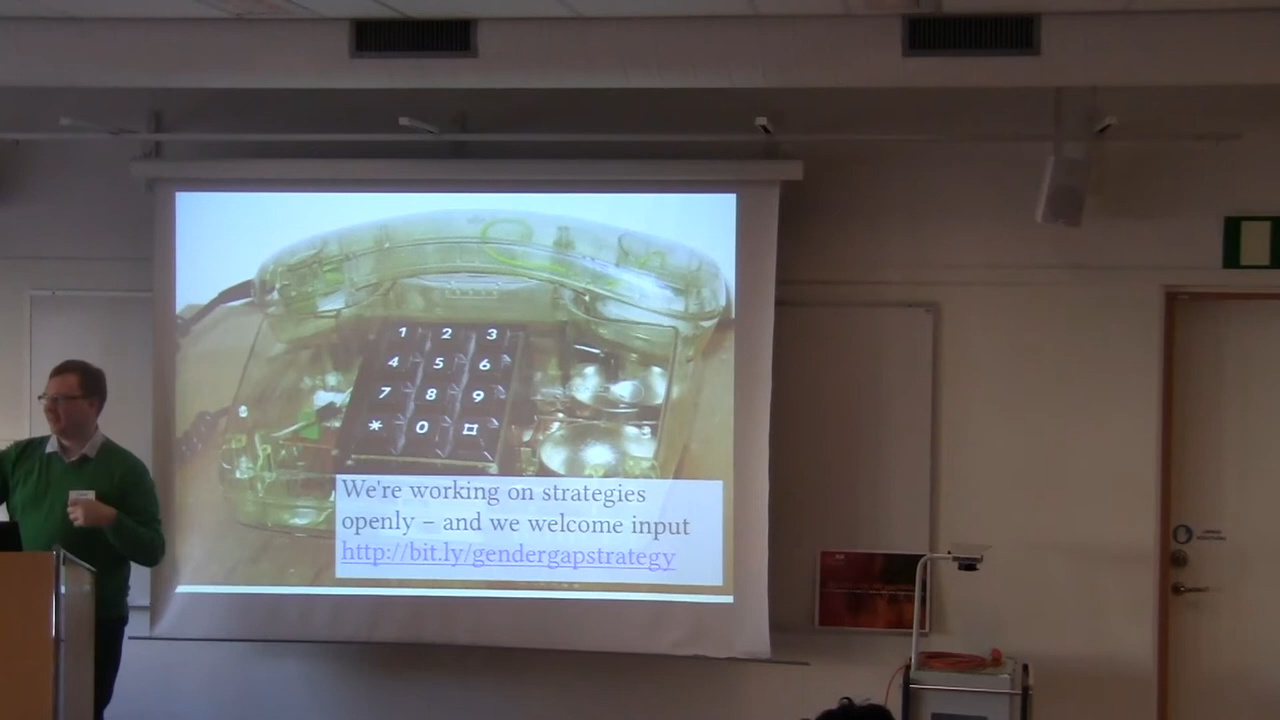 1 2 3
4 5 6
7 8 9
* 0 ⌑
We're working on strategies
openly – and we welcome input
http://bit.ly/gendergapstrategy